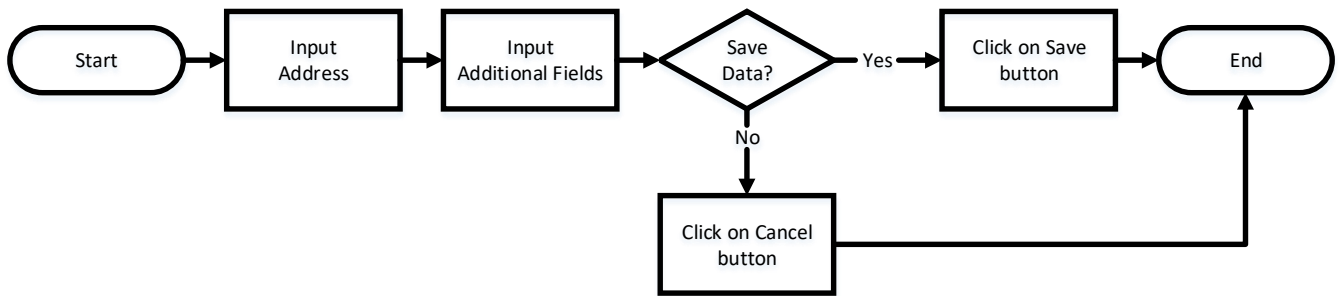 Start
Input
Address
Input
Additional Fields
Save
Data?
Yes
Click on Save
button
End
No
Click on Cancel
button